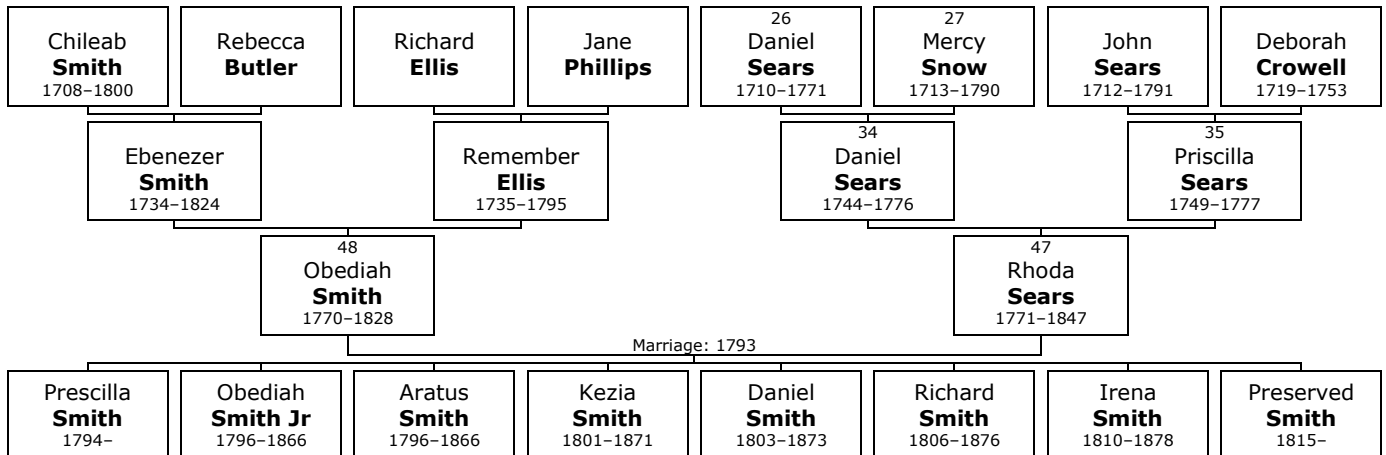 Chileab
Smith
1708–1800
Rebecca
Butler
Richard
Ellis
Jane
Phillips
26
Daniel
Sears
1710–1771
27
Mercy
Snow
1713–1790
John
Sears
1712–1791
Deborah
Crowell
1719–1753
Ebenezer
Smith
1734–1824
Remember
Ellis
1735–1795
34
Daniel
Sears
1744–1776
35
Priscilla
Sears
1749–1777
48
Obediah
Smith
1770–1828
47
Rhoda
Sears
1771–1847
Marriage: 1793
Prescilla
Smith
1794–
Obediah
Smith Jr
1796–1866
Aratus
Smith
1796–1866
Kezia
Smith
1801–1871
Daniel
Smith
1803–1873
Richard
Smith
1806–1876
Irena
Smith
1810–1878
Preserved
Smith
1815–